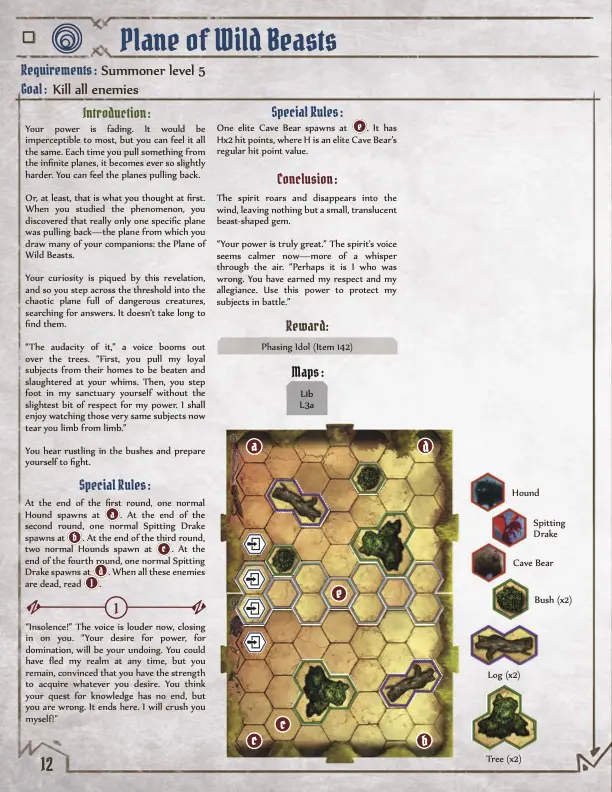 Plane of Wild Beasts
Requirements: Summoner level 5
Goal: Kill all enemies
Introduction:
Your power is fading. It would be
imperceptible to most, but you can feel it all
the same. Each time you pull something from
the infinite planes, it becomes ever so slightly
harder. You can feel the planes pulling back.
Or, at least, that is what you thought at first.
When you studied the phenomenon, you
discovered that really only one specific plane
was pulling back—the plane from which you
draw many of your companions: the Plane of
Wild Beasts.
Your curiosity is piqued by this revelation,
and so you step across the threshold into the
chaotic plane full of dangerous creatures,
searching for answers. It doesn't take long to
find them.
"The audacity of it," a voice booms out
over the trees. "First, you pull my loyal
subjects from their homes to be beaten and
slaughtered at your whims. Then, you step
foot in my sanctuary yourself without the
slightest bit of respect for my power. I shall
enjoy watching those very same subjects now
tear you limb from limb."
You hear rustling in the bushes and prepare
yourself to fight.
Special Rules:
At the end of the first round, one normal
Hound spawns at a. At the end of the
second round, one normal Spitting Drake
spawns at b. At the end of the third round,
two normal Hounds spawn at c. At the
end of the fourth round, one normal Spitting
Drake spawns at d. When all these enemies
are dead, read 1.
1
"Insolence!" The voice is louder now, closing
in on you. "Your desire for power, for
domination, will be your undoing. You could
have fled my realm at any time, but you
remain, convinced that you have the strength
to acquire whatever you desire. You think
your quest for knowledge has no end, but
you are wrong. It ends here. I will crush you
myself!"
12
Special Rules:
One elite Cave Bear spawns at e. It has
Hx2 hit points, where H is an elite Cave Bear's
regular hit point value.
Conclusion:
The spirit roars and disappears into the
wind, leaving nothing but a small, translucent
beast-shaped gem.
"Your power is truly great." The spirit's voice
seems calmer now—more of a whisper
through the air. "Perhaps it is I who was
wrong. You have earned my respect and my
allegiance. Use this power to protect my
subjects in battle."
Reward:
Phasing Idol (Item 142)
Maps:
L1b
L3a
a
d
e
c
c
b
Hound
Spitting
Drake
Cave Bear
Bush (x2)
Log (x2)
Tree (x2)